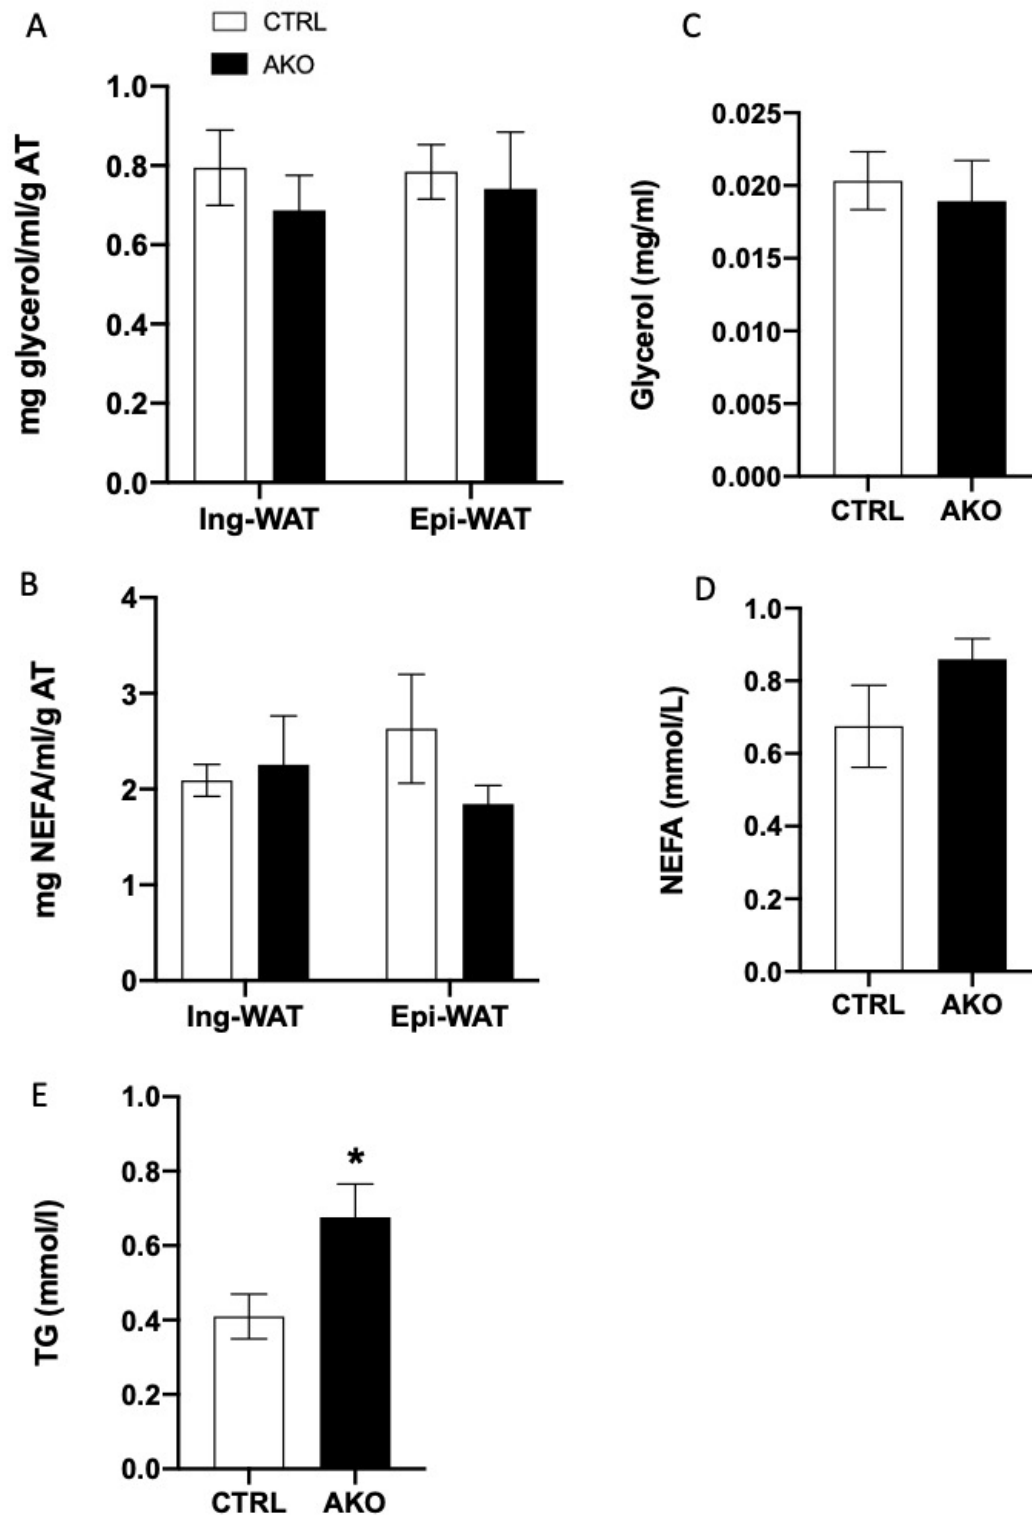 A
CTRL
AKO
mg glycerol/ml/g AT
1.0
0.8
0.6
0.4
0.2
0.0
Ing-WAT Epi-WAT
C
Glycerol (mg/ml)
0.025
0.020
0.015
0.010
0.005
0.000
CTRL AKO
B
mg NEFA/ml/g AT
4
3
2
1
0
Ing-WAT Epi-WAT
D
NEFA (mmol/L)
1.0
0.8
0.6
0.4
0.2
0.0
CTRL AKO
E
TG (mmol/l)
1.0
0.8
0.6
0.4
0.2
0.0
*
CTRL AKO